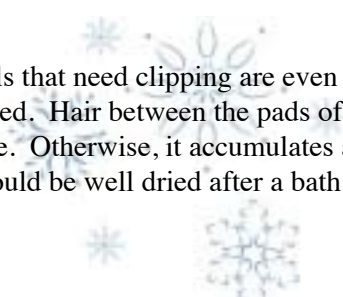 ls that need clipping are even
ed. Hair between the pads of
e. Otherwise, it accumulates
ould be well dried after a bath